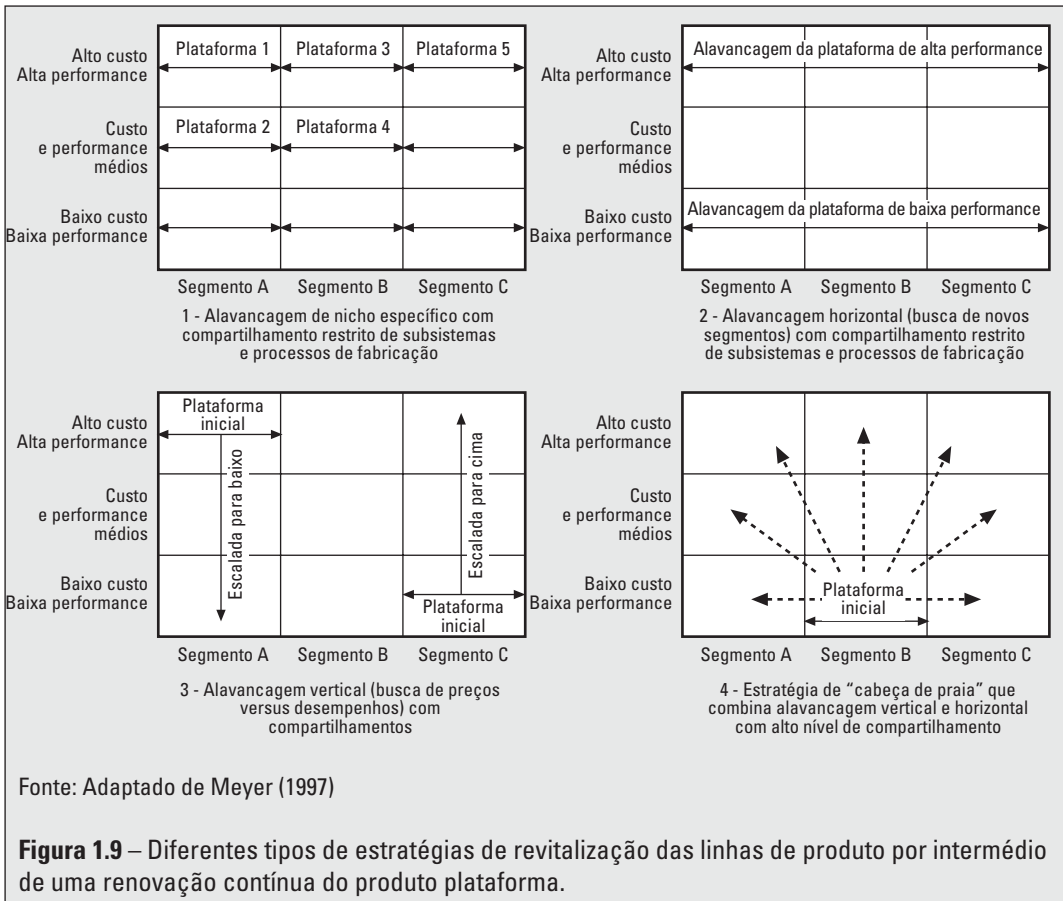 Alto custo
Alta performance
Plataforma 1
Plataforma 3
Plataforma 5
Custo
e performance
médios
Plataforma 2
Plataforma 4
Baixo custo
Baixa performance
Segmento A
Segmento B
Segmento C
1 - Alavancagem de nicho específico com
compartilhamento restrito de subsistemas
e processos de fabricação
Alto custo
Alta performance
Alavancagem da plataforma de alta performance
Custo
e performance
médios
Baixo custo
Baixa performance
Alavancagem da plataforma de baixa performance
Segmento A
Segmento B
Segmento C
2 - Alavancagem horizontal (busca de novos
segmentos) com compartilhamento restrito
de subsistemas e processos de fabricação
Alto custo
Alta performance
Plataforma
inicial
Escalada para baixo
Escalada para cima
Custo
e performance
médios
Baixo custo
Baixa performance
Plataforma
inicial
Segmento A
Segmento B
Segmento C
3 - Alavancagem vertical (busca de preços
versus desempenhos) com
compartilhamentos
Alto custo
Alta performance
Custo
e performance
médios
Baixo custo
Baixa performance
Plataforma
inicial
Segmento A
Segmento B
Segmento C
4 - Estratégia de “cabeça de praia” que
combina alavancagem vertical e horizontal
com alto nível de compartilhamento
Fonte: Adaptado de Meyer (1997)
Figura 1.9 – Diferentes tipos de estratégias de revitalização das linhas de produto por intermédio
de uma renovação contínua do produto plataforma.